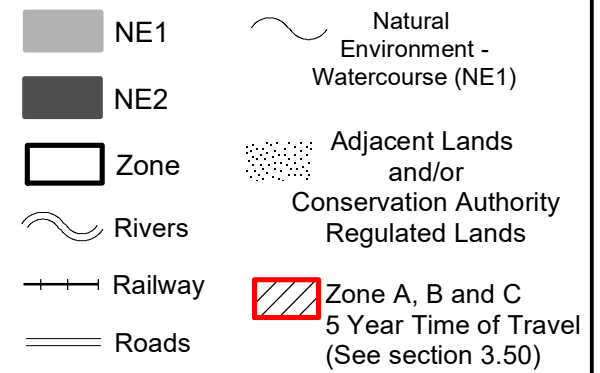 NE1
NE2
Zone
Rivers
Railway
Roads
Natural
Environment -
Watercourse (NE1)
Adjacent Lands
and/or
Conservation Authority
Regulated Lands
Zone A, B and C
5 Year Time of Travel
(See section 3.50)